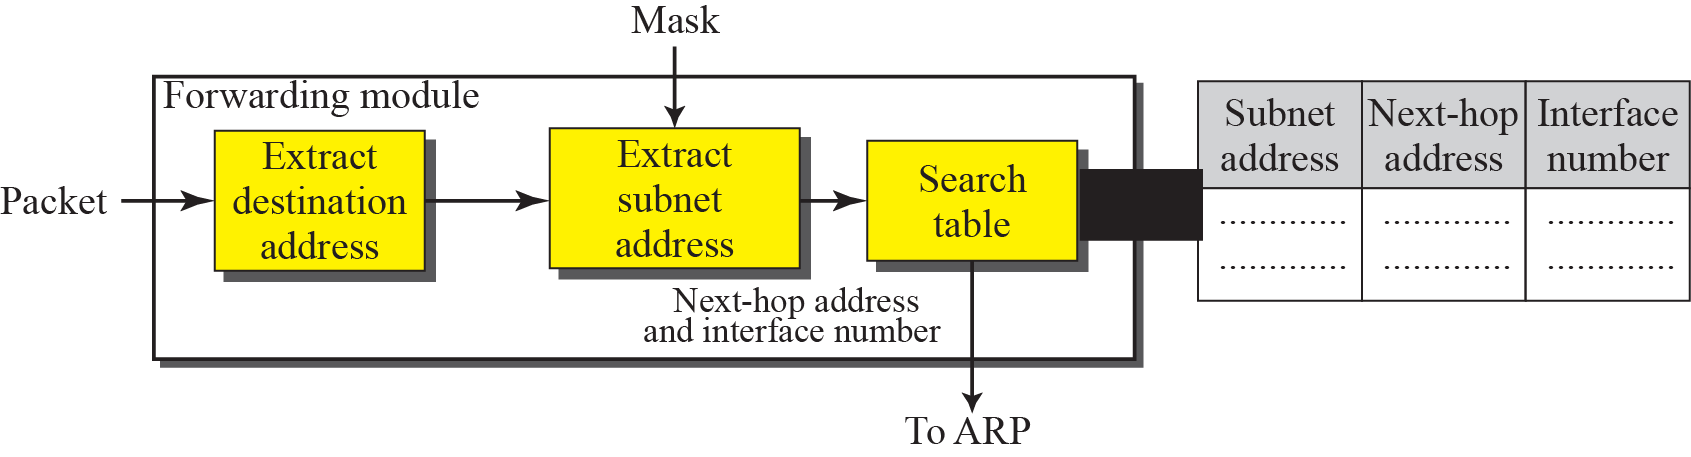 Mask
Forwarding module
Packet
Extract
destination
address
Extract
subnet
address
Search
table
Next-hop address
and interface number
To ARP
Subnet
address
Next-hop
address
Interface
number
.............
.............
.............
.............
.............
.............